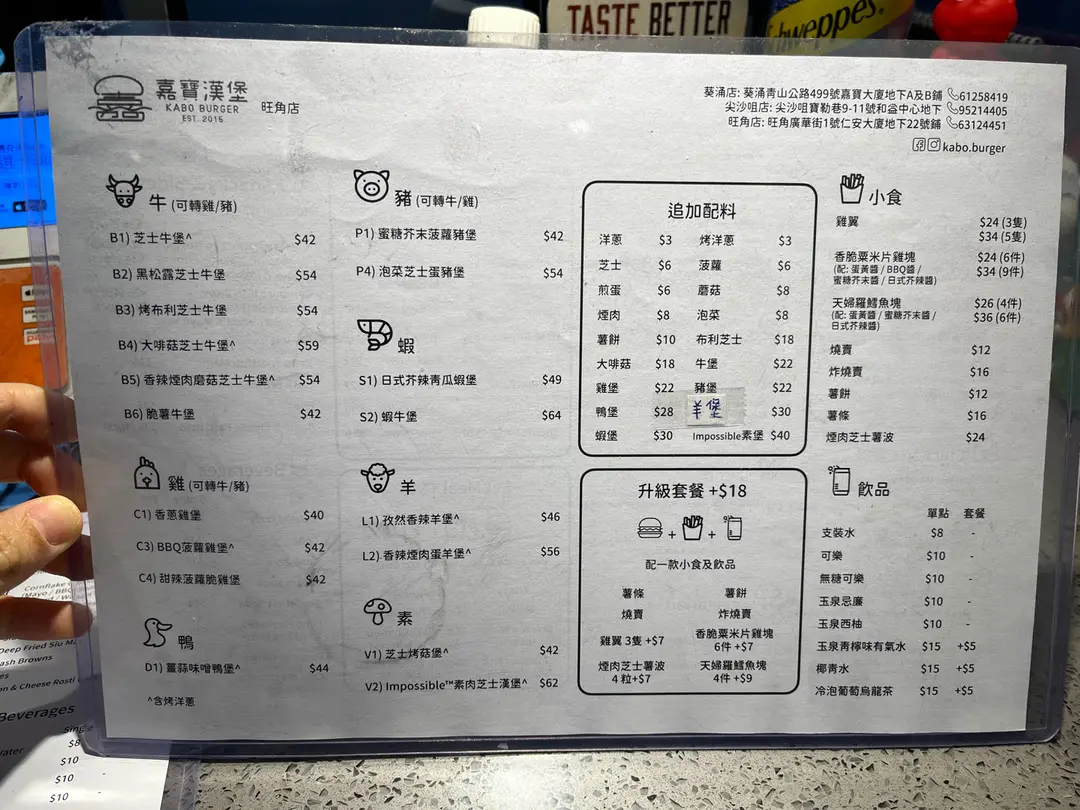 TASTE BETTER
Schweppes
嘉寶漢堡
KABO BURGER
EST. 2016
旺角店
葵涌店: 葵涌青山公路499號嘉寶大廈地下A及B鋪 61258419
尖沙咀店: 尖沙咀寶勒巷9-11號和益中心地下 95214405
旺角店: 旺角廣華街1號仁安大廈地下22號鋪 63124451
kabo.burger
牛 (可轉雞/豬)
B1) 芝士牛堡^ $42
B2) 黑松露芝士牛堡 $54
B3) 烤布利芝士牛堡 $54
B4) 大啡菇芝士牛堡^ $59
B5) 香辣煙肉蘑菇芝士牛堡^ $54
B6) 脆薯牛堡 $42
雞 (可轉牛/豬)
C1) 香蔥雞堡 $40
C3) BBQ菠蘿雞堡^ $42
C4) 甜辣菠蘿脆雞堡 $42
鴨
D1) 薑蒜味噌鴨堡^ $44
^含烤洋蔥
豬 (可轉牛/雞)
P1) 蜜糖芥末菠蘿豬堡 $42
P4) 泡菜芝士蛋豬堡 $54
蝦
S1) 日式芥辣青瓜蝦堡 $49
S2) 蝦牛堡 $64
羊
L1) 孜然香辣羊堡^ $46
L2) 香辣煙肉蛋羊堡^ $56
素
V1) 芝士烤菇堡^ $42
V2) Impossible™素肉芝士漢堡^ $62
追加配料
洋蔥 $3 烤洋蔥 $3
芝士 $6 菠蘿 $6
煎蛋 $6 蘑菇 $8
煙肉 $8 泡菜 $8
薯餅 $10 布利芝士 $18
大啡菇 $18 牛堡 $22
雞堡 $22 豬堡 $22
鴨堡 $28 羊堡 $30
蝦堡 $30 Impossible素堡 $40
升級套餐 +$18
+ +
配一款小食及飲品
薯條 薯餅
燒賣 炸燒賣
雞翼 3隻 +$7 香脆粟米片雞塊
6件 +$7
煙肉芝士薯波 天婦羅鱈魚塊
4 粒+$7 4件 +$9
小食
雞翼 $24 (3隻)
$34 (5隻)
香脆粟米片雞塊 $24 (6件)
(配: 蛋黃醬 / BBQ醬 / $34 (9件)
蜜糖芥末醬 / 日式芥辣醬)
天婦羅鱈魚塊 $26 (4件)
(配: 蛋黃醬 / 蜜糖芥末醬 / $36 (6件)
日式芥辣醬)
燒賣 $12
炸燒賣 $16
薯餅 $12
薯條 $16
煙肉芝士薯波 $24
飲品
單點 套餐
支裝水 $8 -
可樂 $10 -
無糖可樂 $10 -
玉泉忌廉 $10 -
玉泉西柚 $10 -
玉泉青檸味有氣水 $15 +$5
椰青水 $15 +$5
冷泡葡萄烏龍茶 $15 +$5
Cornflake
(Mayo / BBQ
Deep Fried Siu M
ash Browns
es
on & Cheese Rosti
Beverages
Single
ater $8
$10 -
$10 -
$10 -